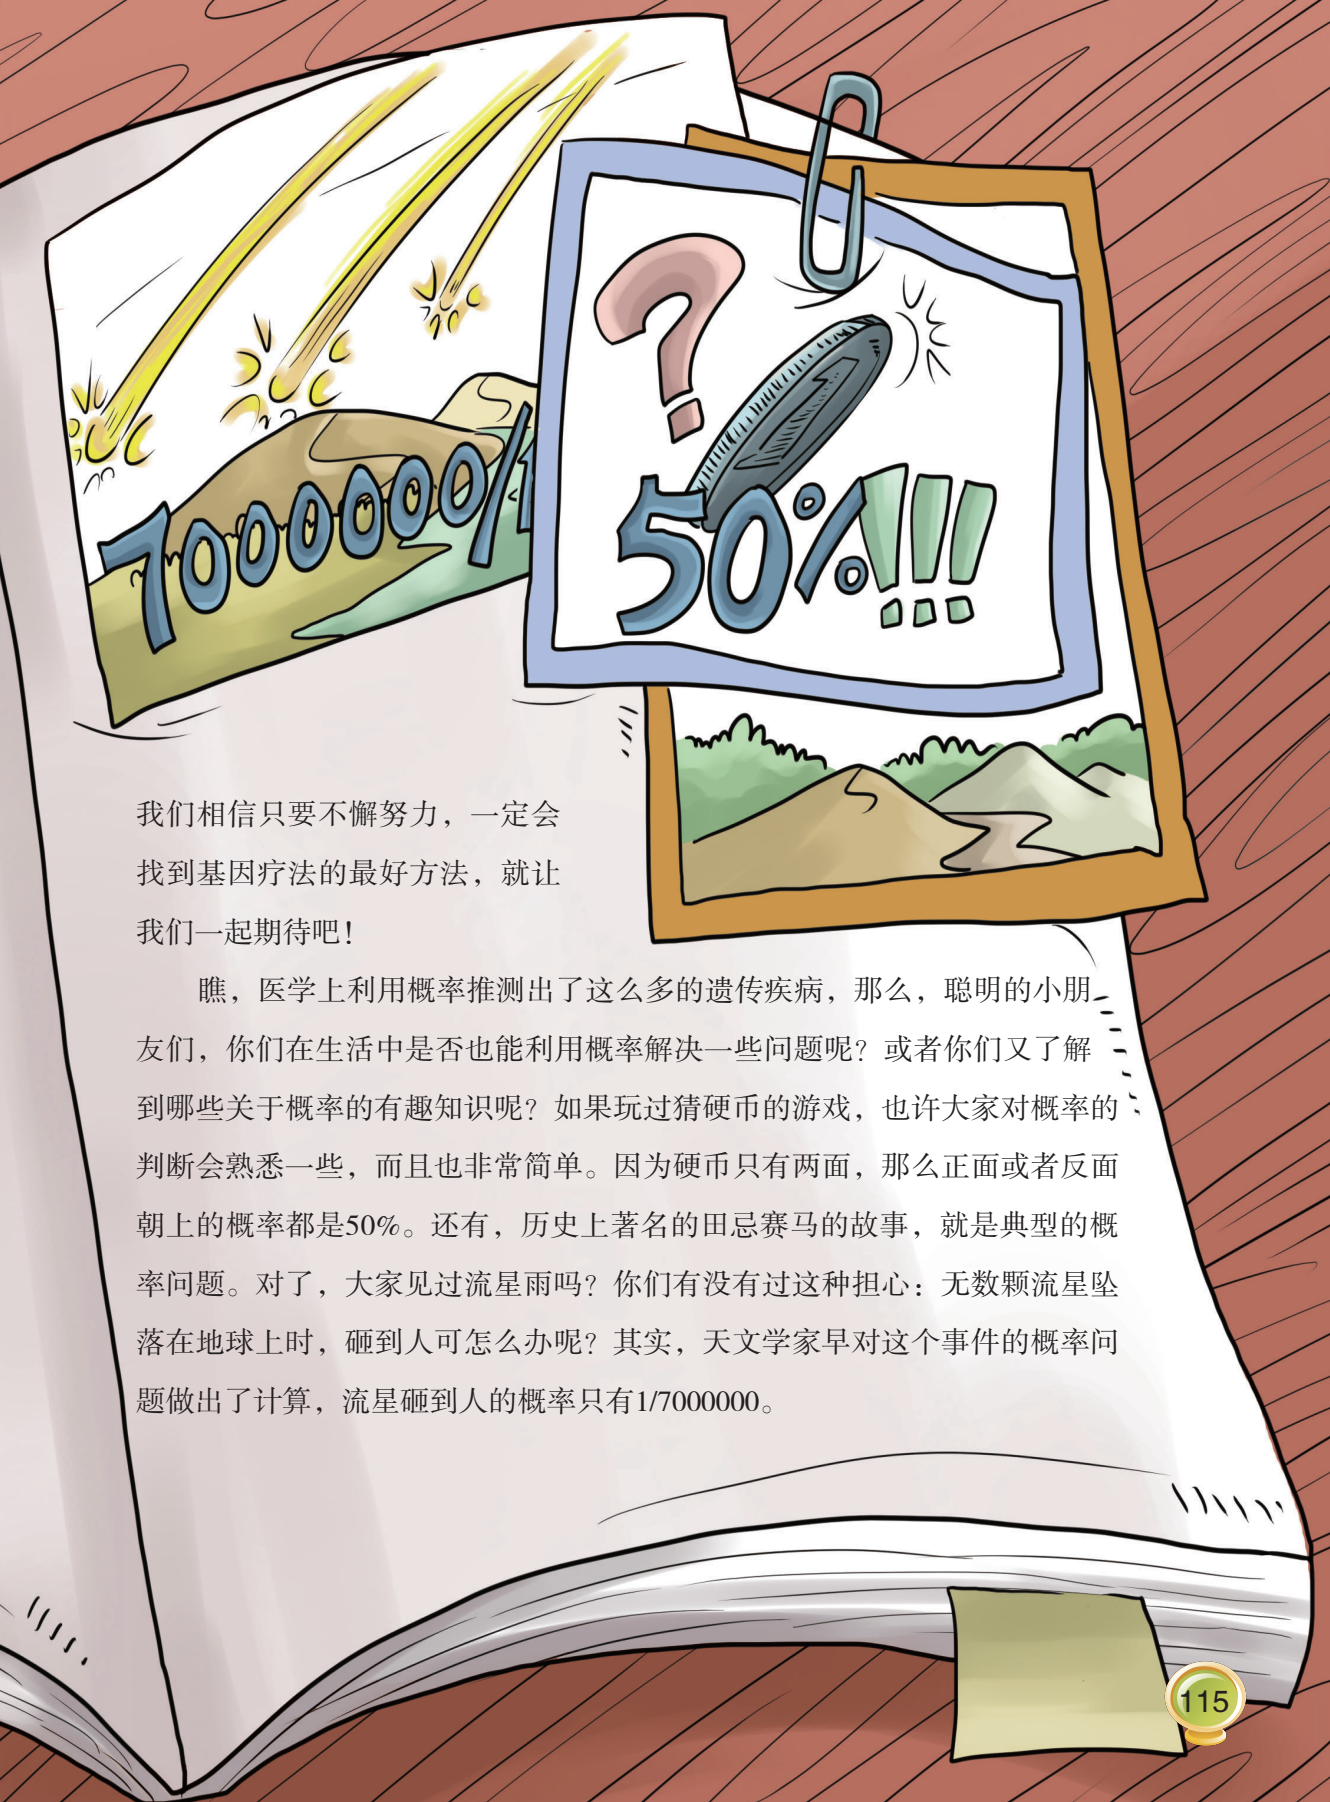 7000000/1
50%!!!
?
我们相信只要不懈努力，一定会
找到基因疗法的最好方法，就让
我们一起期待吧！
瞧，医学上利用概率推测出了这么多的遗传疾病，那么，聪明的小朋
友们，你们在生活中是否也能利用概率解决一些问题呢？或者你们又了解
到哪些关于概率的有趣知识呢？如果玩过猜硬币的游戏，也许大家对概率的
判断会熟悉一些，而且也非常简单。因为硬币只有两面，那么正面或者反面
朝上的概率都是50%。还有，历史上著名的田忌赛马的故事，就是典型的概
率问题。对了，大家见过流星雨吗？你们有没有过这种担心：无数颗流星坠
落在地球上时，砸到人可怎么办呢？其实，天文学家早对这个事件的概率问
题做出了计算，流星砸到人的概率只有1/7000000。
115